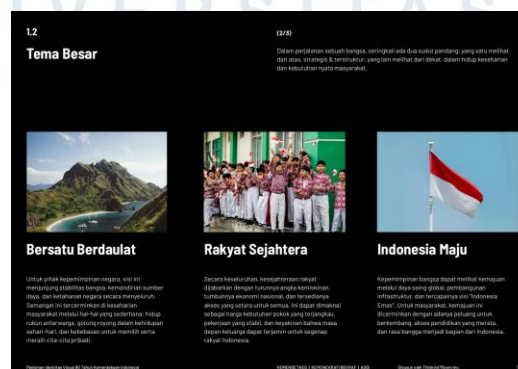 VERSITAS
1.2
(2/3)
Tema Besar
Dalam perjalanan sebuah bangsa, seringkali ada dua sudut pandang: yang satu melihat
dari atas, strategis & terstruktur; yang lain melihat dari dekat, dalam hidup keseharian
dan kebutuhan nyata masyarakat.
Bersatu Berdaulat
Untuk pihak kepemimpinan negara, visi ini
menjunjung stabilitas bangsa, kemandirian sumber
daya, dan ketahanan negara secara menyeluruh.
Semangat ini tercerminkan di keseharian
masyarakat melalui hal-hal yang sederhana: hidup
rukun antarwarga, gotong royong dalam kehidupan
sehari-hari, dan kebebasan untuk memilih serta
meraih cita-cita pribadi.
Rakyat Sejahtera
Secara keseluruhan, kesejahteraan rakyat
dijabarkan dengan turunnya angka kemiskinan,
tumbuhnya ekonomi nasional, dan tersedianya
akses yang setara untuk semua. Ini dapat dimaknai
sebagai harga kebutuhan pokok yang terjangkau,
pekerjaan yang stabil, dan keyakinan bahwa masa
depan keluarga dapat terjamin untuk segenap
rakyat Indonesia.
Indonesia Maju
Kepemimpinan bangsa dapat melihat kemajuan
melalui daya saing global, pembangunan
infrastruktur, dan tercapainya visi "Indonesia
Emas". Untuk masyarakat, kemajuan ini
dicerminkan dengan adanya peluang untuk
berkembang, akses pendidikan yang merata,
dan rasa bangga menjadi bagian dari Indonesia.
Pedoman Identitas Visual 80 Tahun Kemerdekaan Indonesia